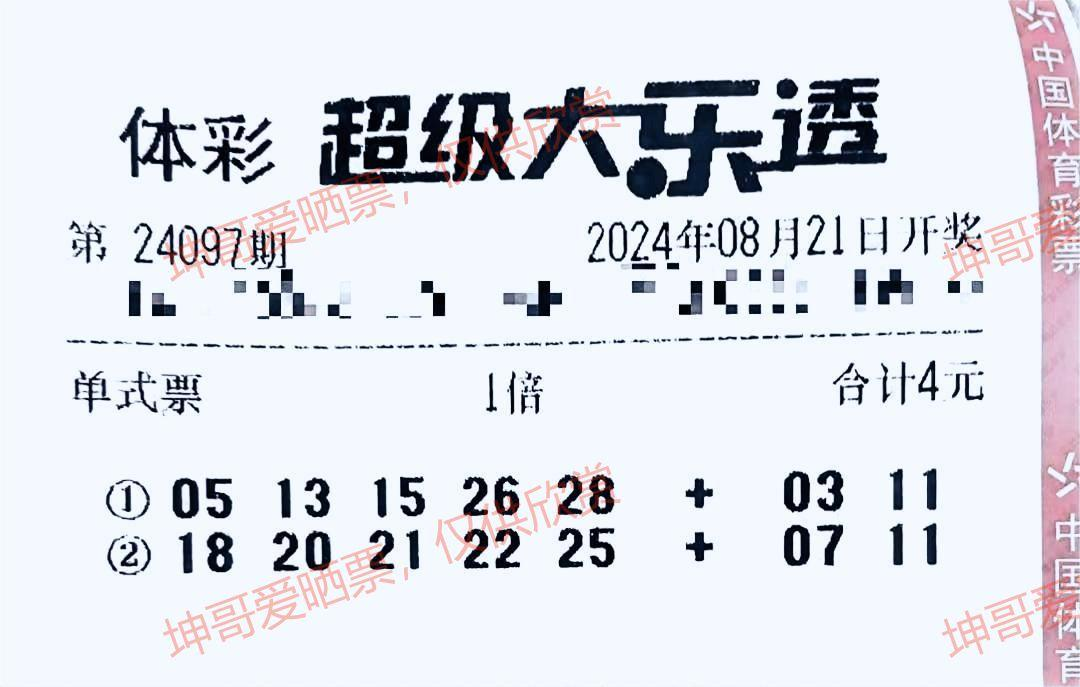 体彩 超级大乐透
第 24097期 2024年08月21日开奖
单式票 1倍 合计4元
① 05 13 15 26 28 + 03 11
② 18 20 21 22 25 + 07 11
坤哥爱晒票，仅供欣赏
坤哥爱晒票，仅供欣赏
坤哥爱
坤哥爱晒票
中国体育彩票
中国体育